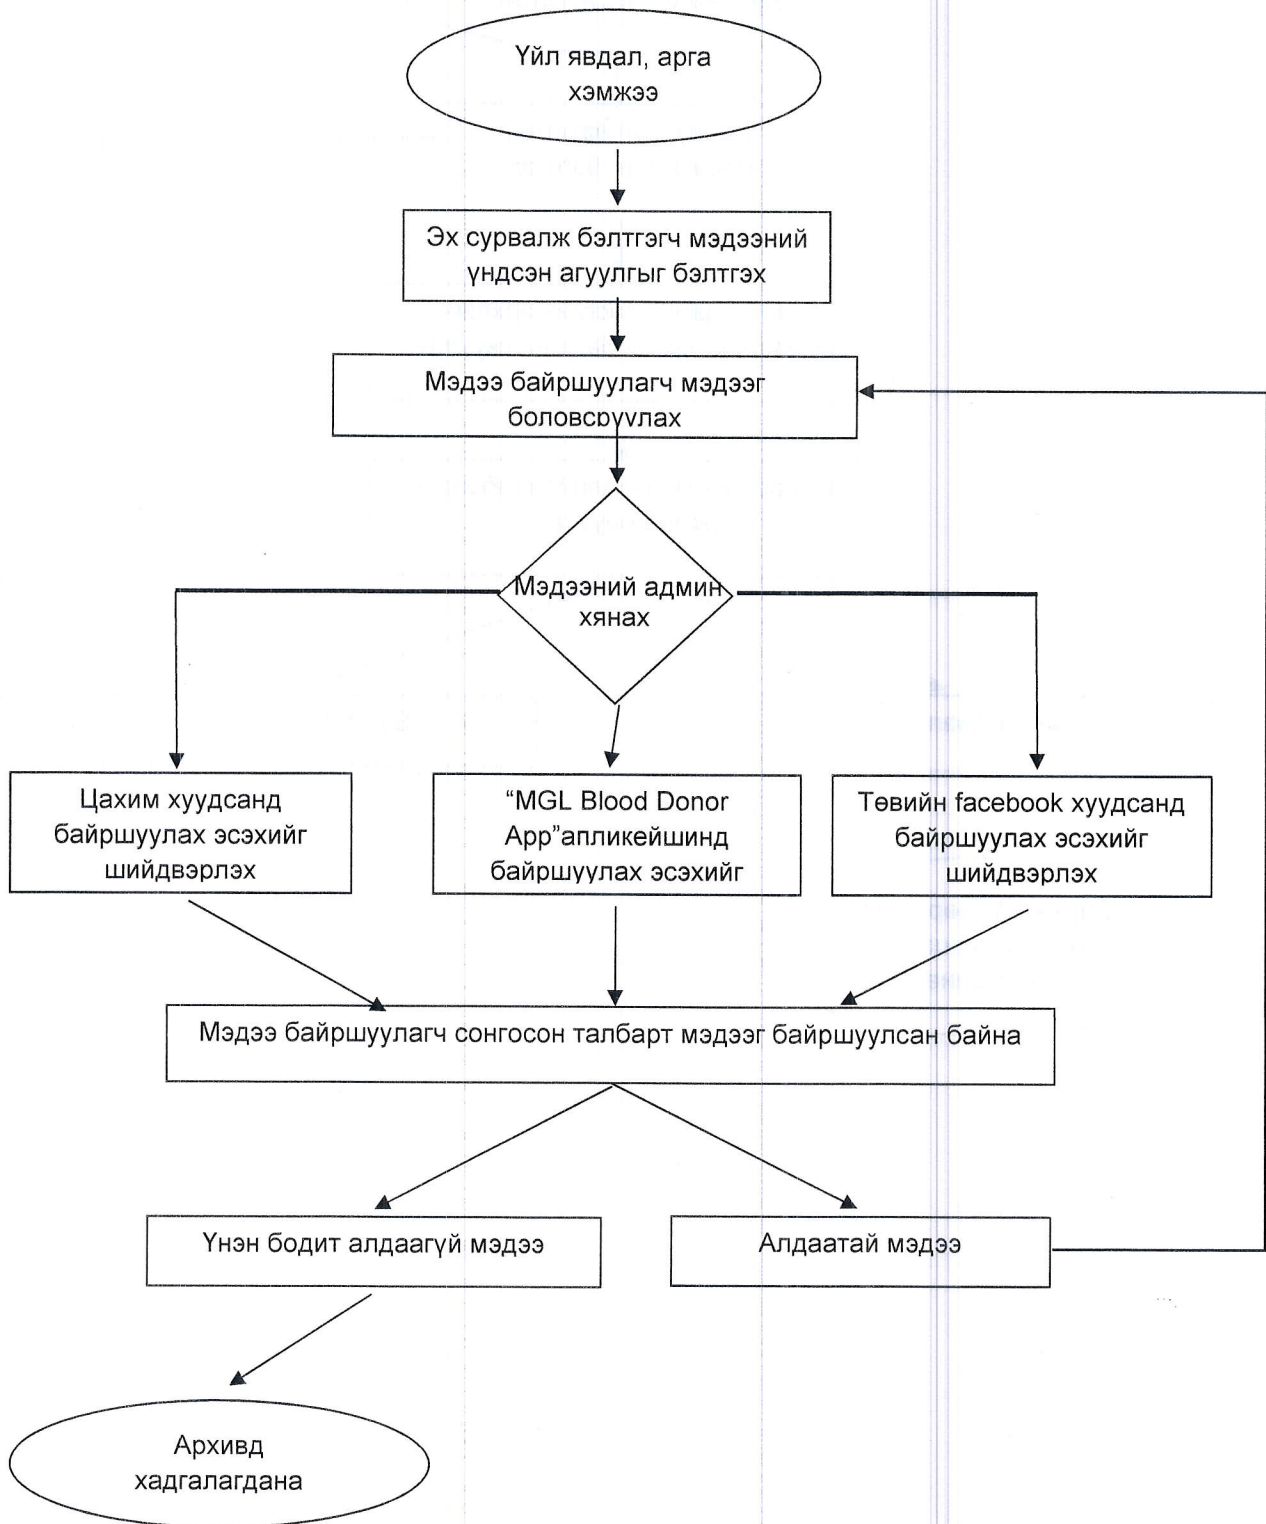 Үйл явдал, арга
хэмжээ
Эх сурвалж бэлтгэгч мэдээний
үндсэн агуулгыг бэлтгэх
Мэдээ байршуулагч мэдээг
боловсруулах
Мэдээний админ
хянах
Цахим хуудсанд
байршуулах эсэхийг
шийдвэрлэх
“MGL Blood Donor
App”апликейшинд
байршуулах эсэхийг
Төвийн facebook хуудсанд
байршуулах эсэхийг
шийдвэрлэх
Мэдээ байршуулагч сонгосон талбарт мэдээг байршуулсан байна
Үнэн бодит алдаагүй мэдээ
Алдаатай мэдээ
Архивд
хадгалагдана